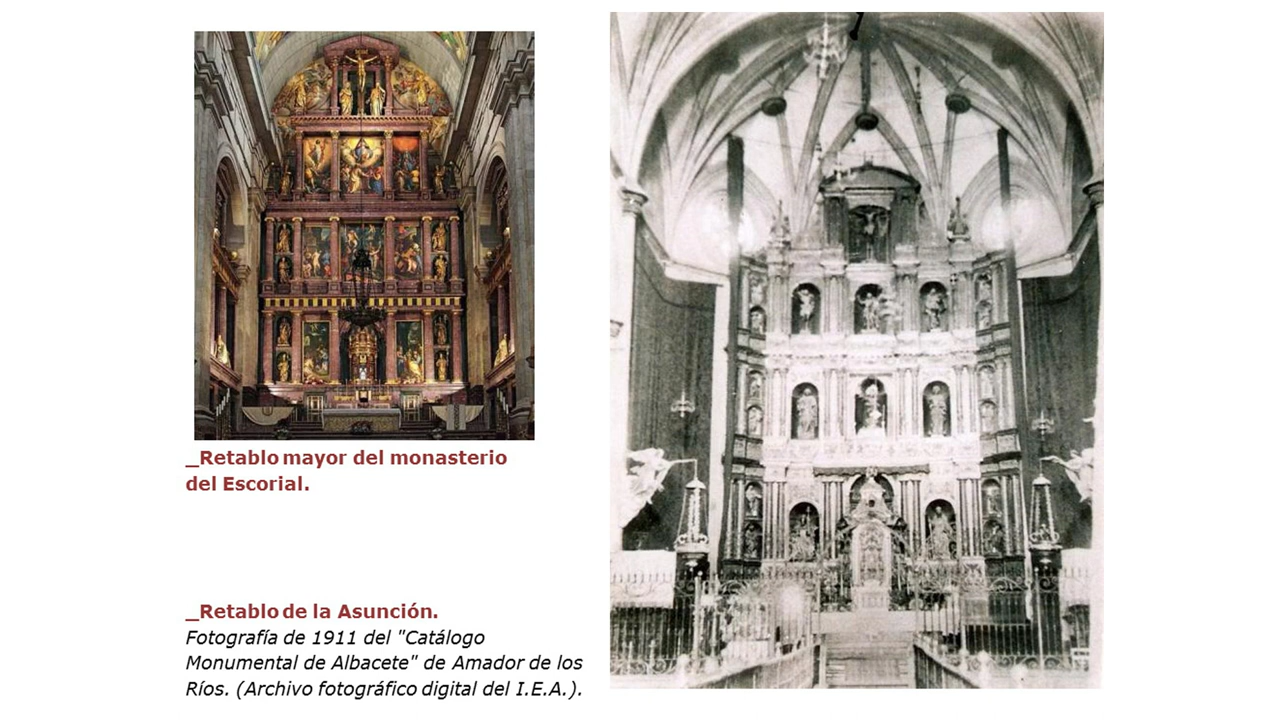 _Retablo mayor del monasterio
del Escorial.
_Retablo de la Asunción.
Fotografía de 1911 del "Catálogo
Monumental de Albacete" de Amador de los
Ríos. (Archivo fotográfico digital del I.E.A.).